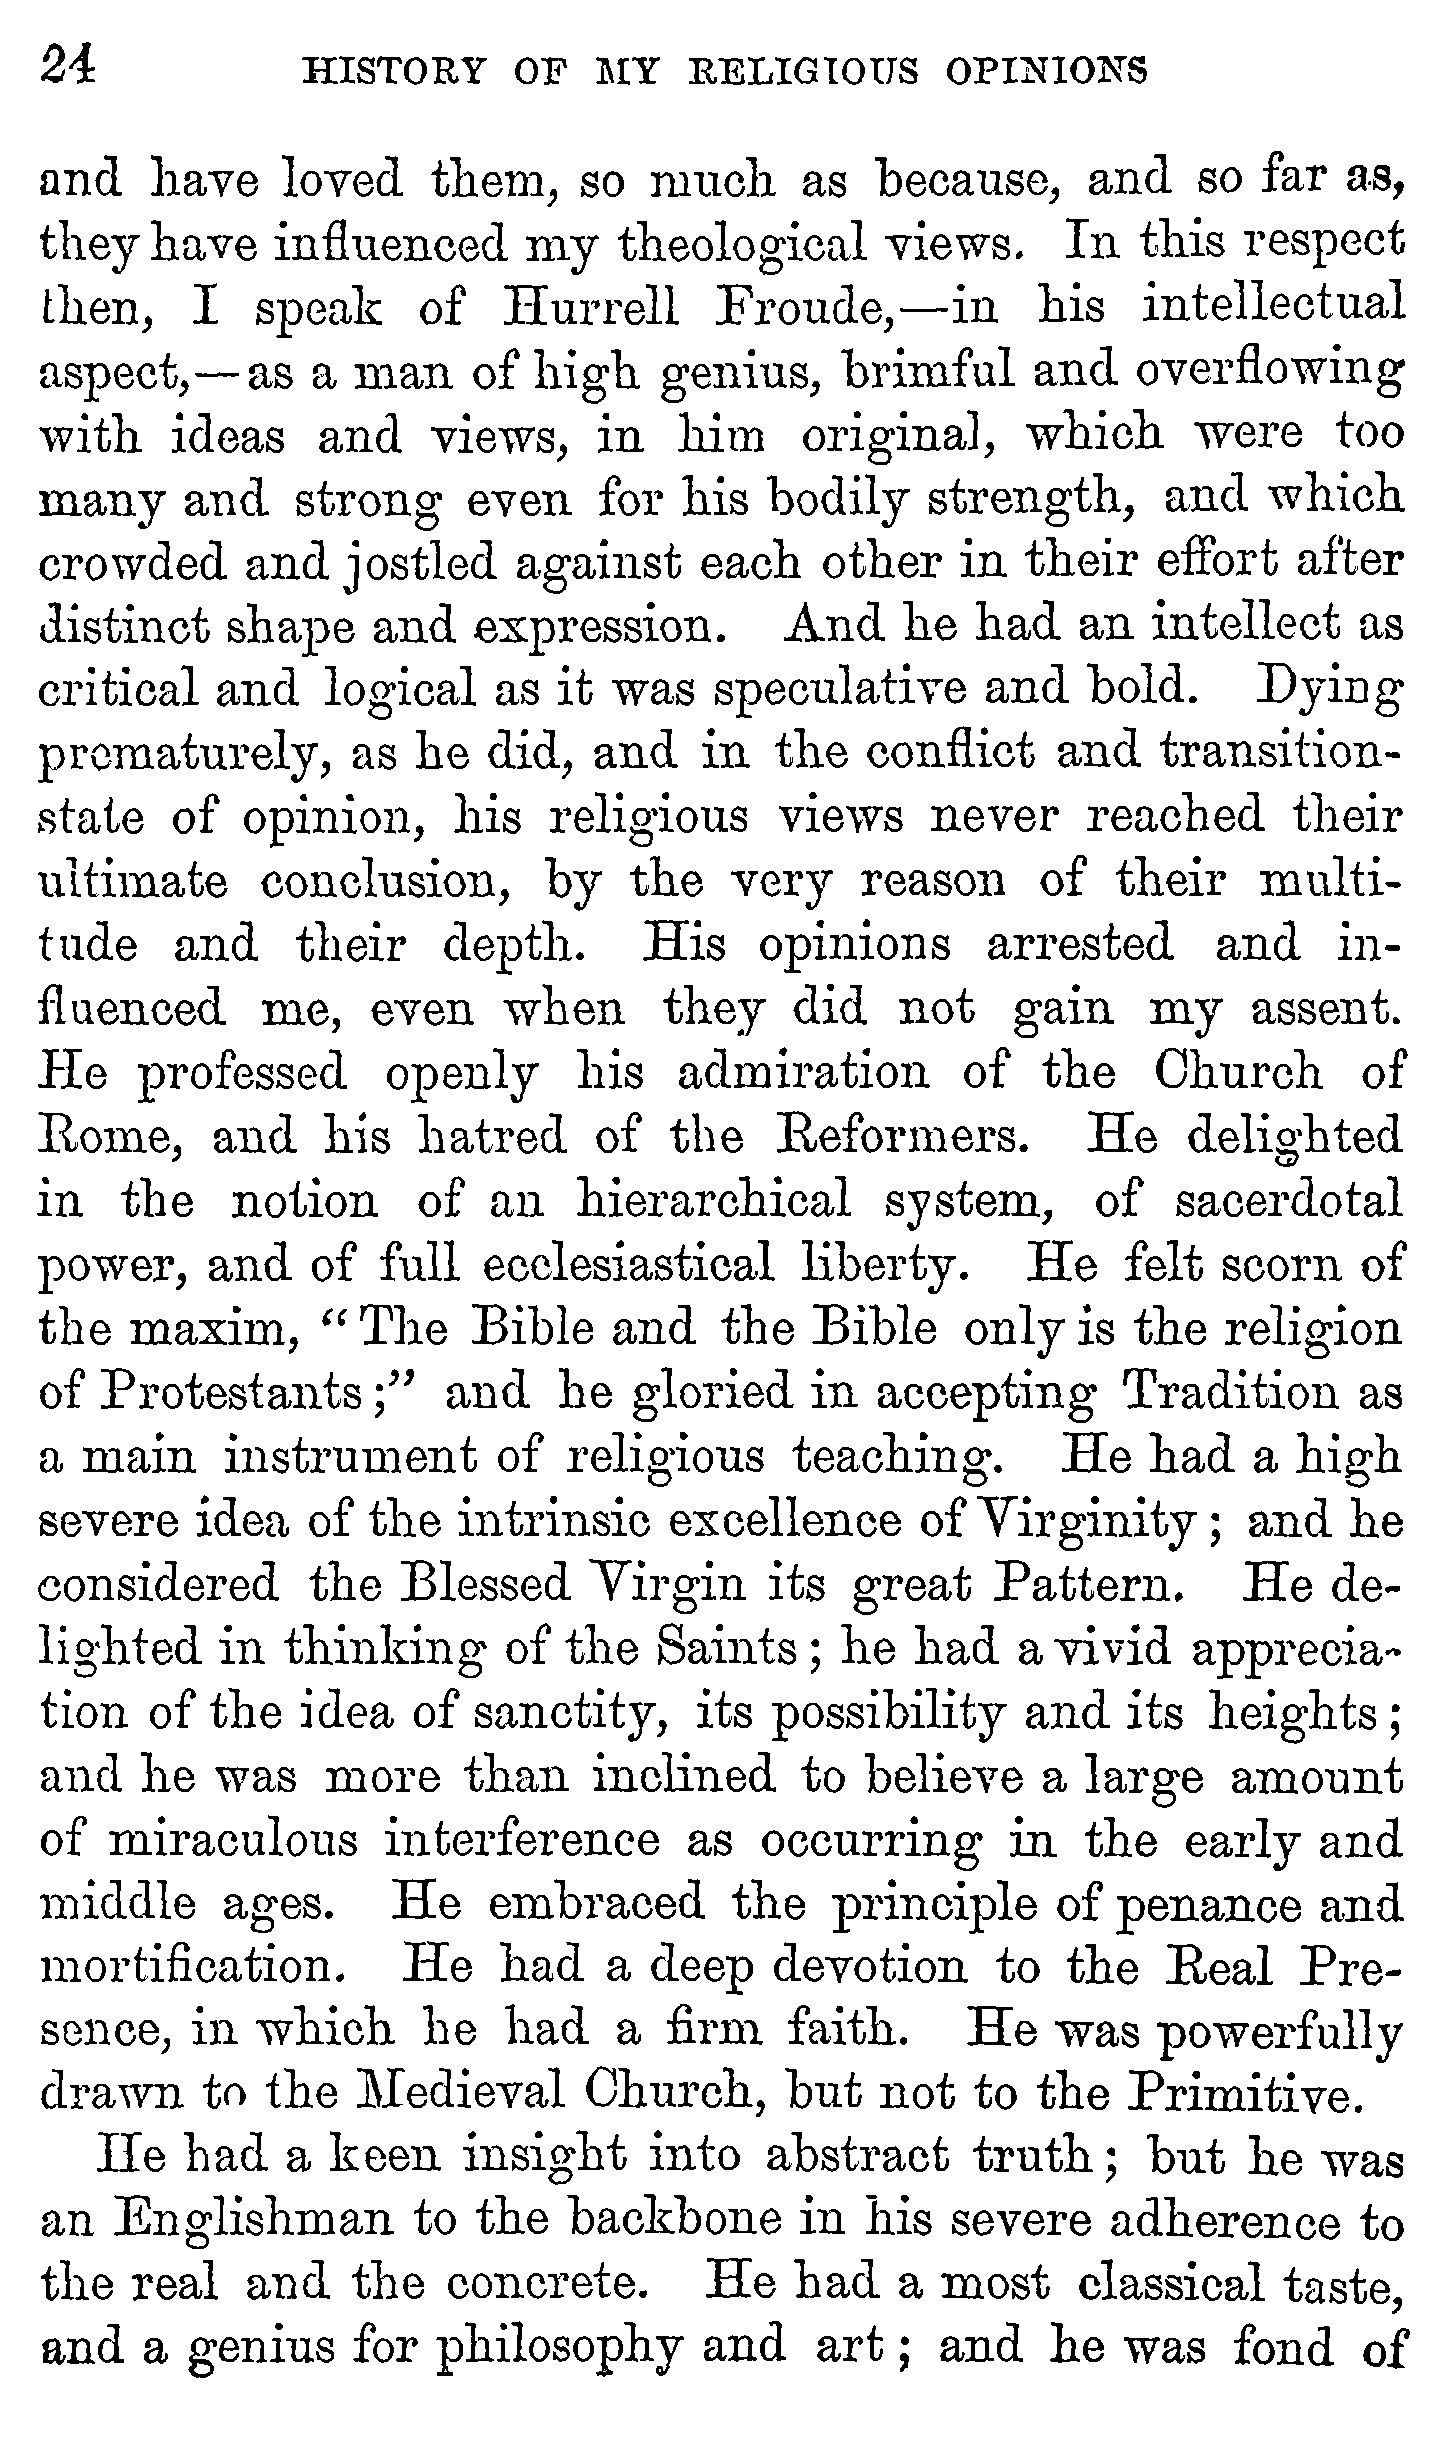 24 HISTORY OF MY RELIGIOUS OPINIONS
and have loved them, so much as because, and so far as,
they have influenced my theological views. In this respect
then, I speak of Hurrell Froude,—in his intellectual
aspect,—as a man of high genius, brimful and overflowing
with ideas and views, in him original, which were too
many and strong even for his bodily strength, and which
crowded and jostled against each other in their effort after
distinct shape and expression. And he had an intellect as
critical and logical as it was speculative and bold. Dying
prematurely, as he did, and in the conflict and transition-
state of opinion, his religious views never reached their
ultimate conclusion, by the very reason of their multi-
tude and their depth. His opinions arrested and in-
fluenced me, even when they did not gain my assent.
He professed openly his admiration of the Church of
Rome, and his hatred of the Reformers. He delighted
in the notion of an hierarchical system, of sacerdotal
power, and of full ecclesiastical liberty. He felt scorn of
the maxim, “The Bible and the Bible only is the religion
of Protestants;” and he gloried in accepting Tradition as
a main instrument of religious teaching. He had a high
severe idea of the intrinsic excellence of Virginity; and he
considered the Blessed Virgin its great Pattern. He de-
lighted in thinking of the Saints; he had a vivid apprecia-
tion of the idea of sanctity, its possibility and its heights;
and he was more than inclined to believe a large amount
of miraculous interference as occurring in the early and
middle ages. He embraced the principle of penance and
mortification. He had a deep devotion to the Real Pre-
sence, in which he had a firm faith. He was powerfully
drawn to the Medieval Church, but not to the Primitive.
He had a keen insight into abstract truth; but he was
an Englishman to the backbone in his severe adherence to
the real and the concrete. He had a most classical taste,
and a genius for philosophy and art; and he was fond of